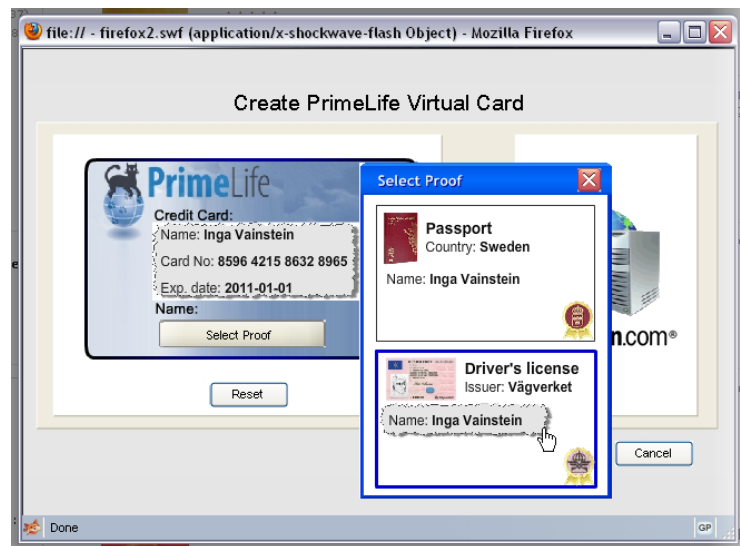 file:// - firefox2.swf (application/x-shockwave-flash Object) - Mozilla Firefox
Create PrimeLife Virtual Card
PrimeLife
Credit Card:
Name: Inga Vainstein
Card No: 8596 4215 8632 8965
Exp. date: 2011-01-01
Name:
Select Proof
Reset
Select Proof
Passport
Country: Sweden
Name: Inga Vainstein
Driver's license
Issuer: Vägverket
Name: Inga Vainstein
n.com®
Cancel
Done
GP